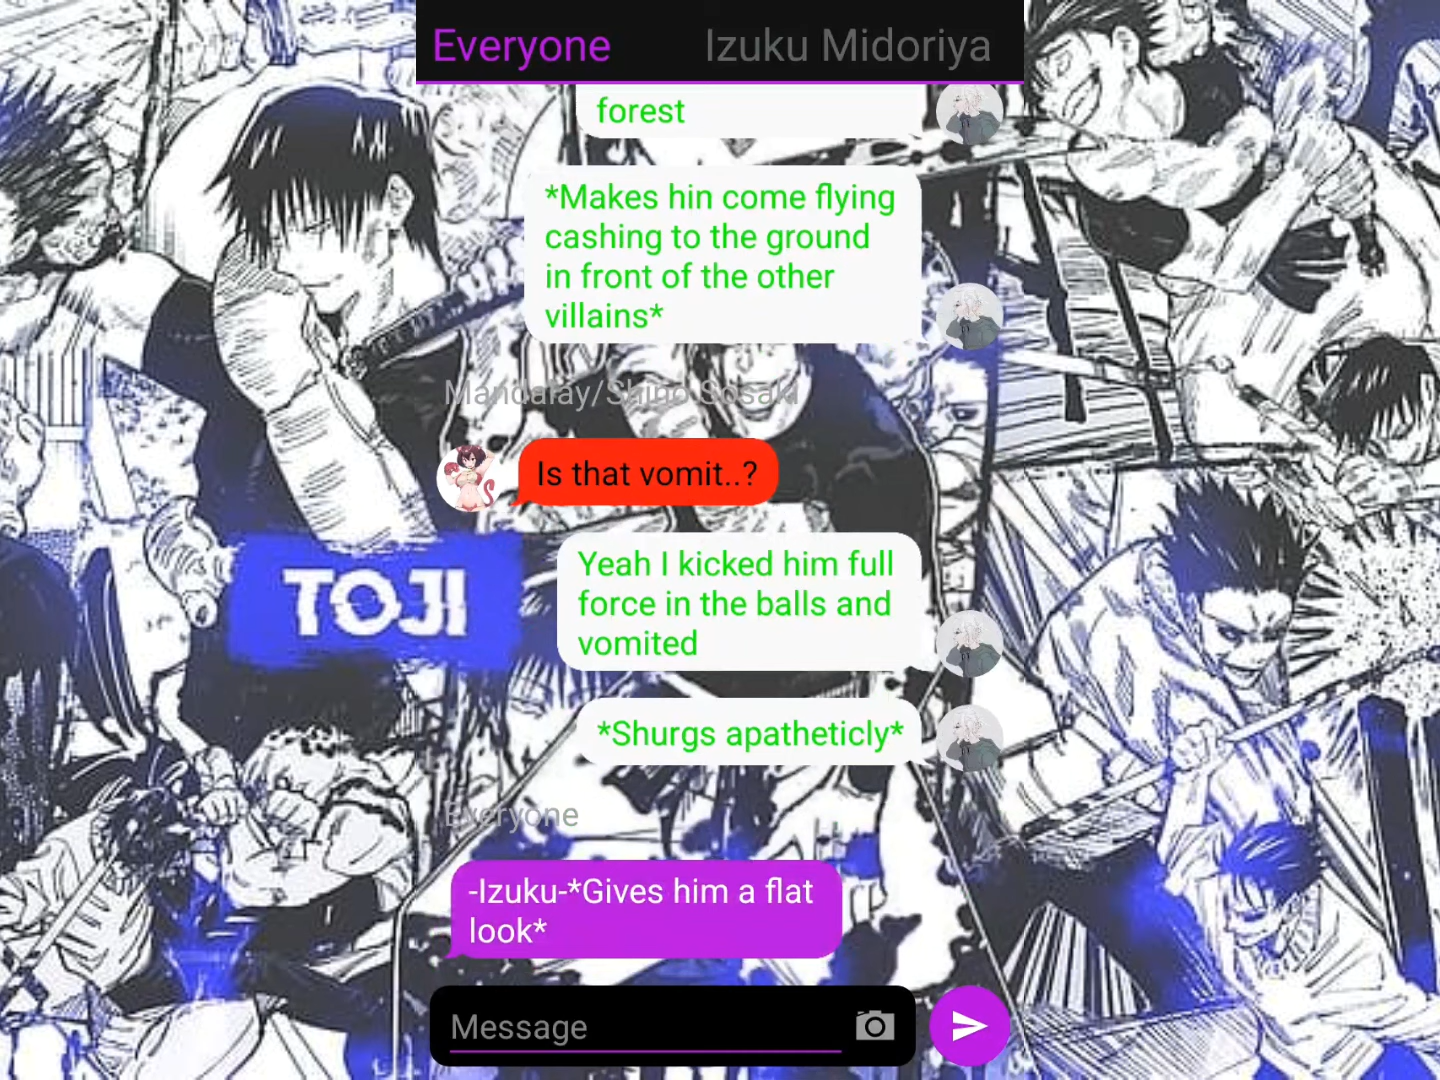 Everyone
Izuku Midoriya
forest
*Makes hin come flying
cashing to the ground
in front of the other
villains*
Mandalay/Shino Sosaki
Is that vomit..?
Yeah I kicked him full
force in the balls and
vomited
TOJI
*Shurgs apatheticly*
Everyone
-Izuku-*Gives him a flat
look*
Message